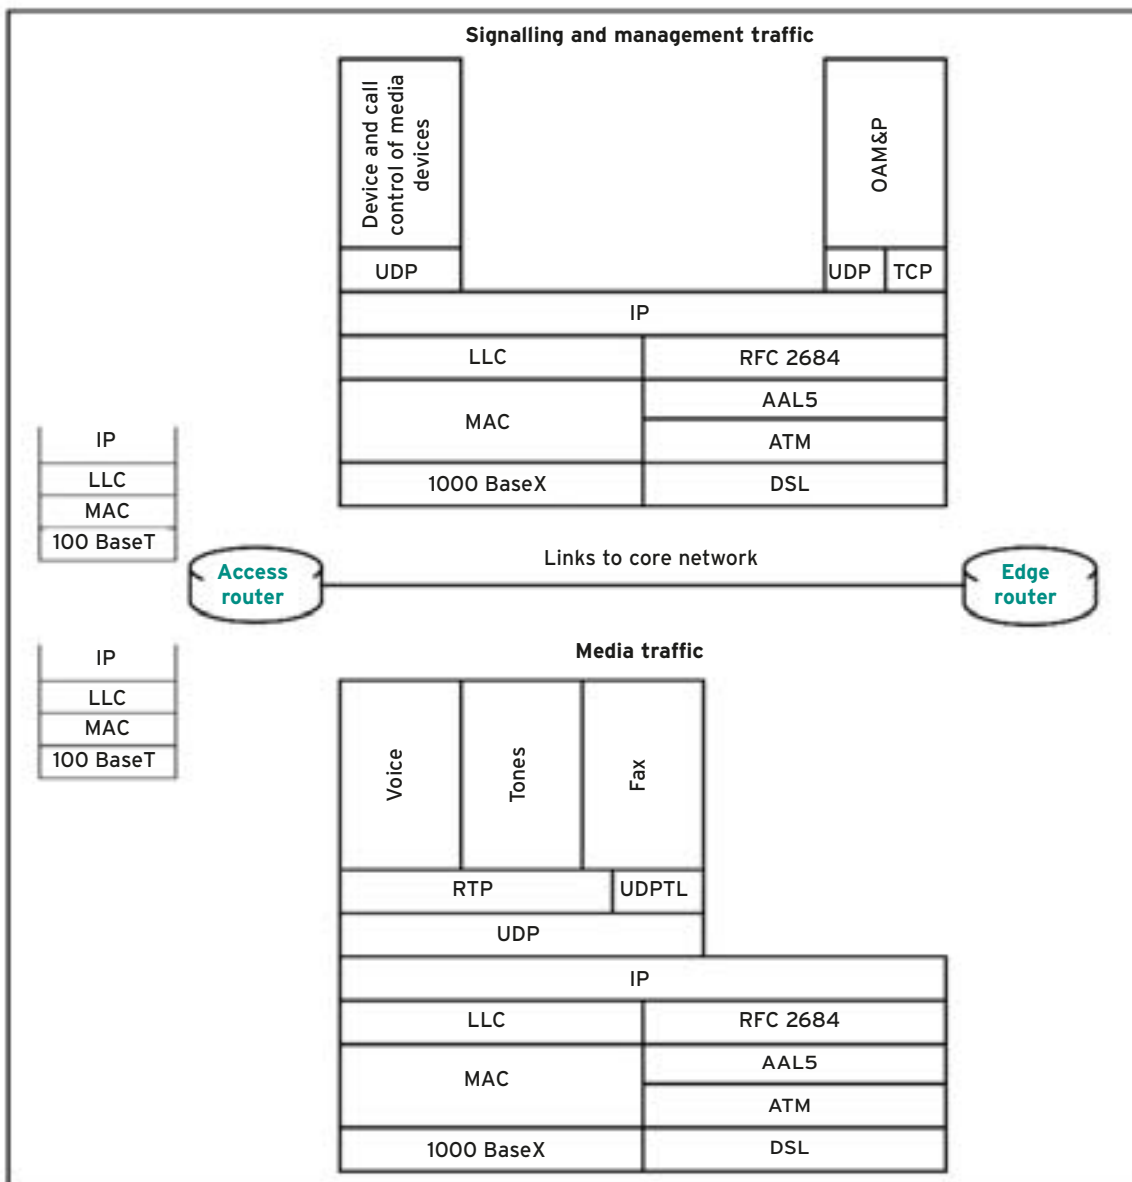 Signalling and management traffic
Device and call
control of media
devices
OAM&P
UDP
UDP
TCP
IP
LLC
RFC 2684
MAC
AAL5
ATM
1000 BaseX
DSL
IP
LLC
MAC
100 BaseT
Access
router
Links to core network
Edge
router
IP
LLC
MAC
100 BaseT
Media traffic
Voice
Tones
Fax
RTP
UDPTL
UDP
IP
LLC
RFC 2684
MAC
AAL5
ATM
1000 BaseX
DSL